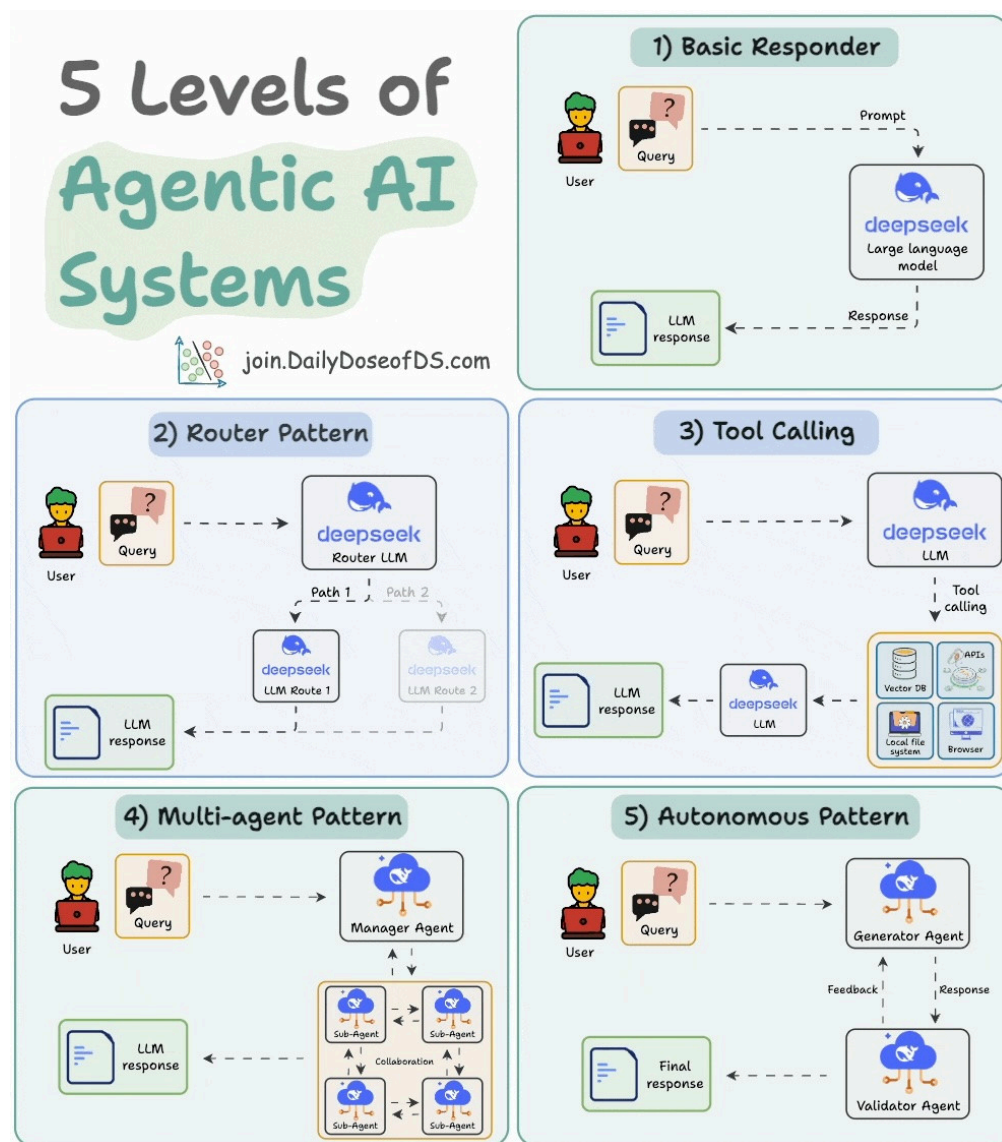 5 Levels of
Agentic AI
Systems
join.DailyDoseofDS.com
1) Basic Responder
?
Query
User
Prompt
deepseek
Large language
model
Response
LLM
response
2) Router Pattern
?
Query
User
deepseek
Router LLM
Path 1
Path 2
deepseek
LLM Route 1
deepseek
LLM Route 2
LLM
response
3) Tool Calling
?
Query
User
deepseek
LLM
Tool
calling
Vector DB
APIs
Local file
system
Browser
deepseek
LLM
LLM
response
4) Multi-agent Pattern
?
Query
User
Manager Agent
Sub-Agent
Sub-Agent
Collaboration
Sub-Agent
Sub-Agent
LLM
response
5) Autonomous Pattern
?
Query
User
Generator Agent
Feedback
Response
Validator Agent
Final
response